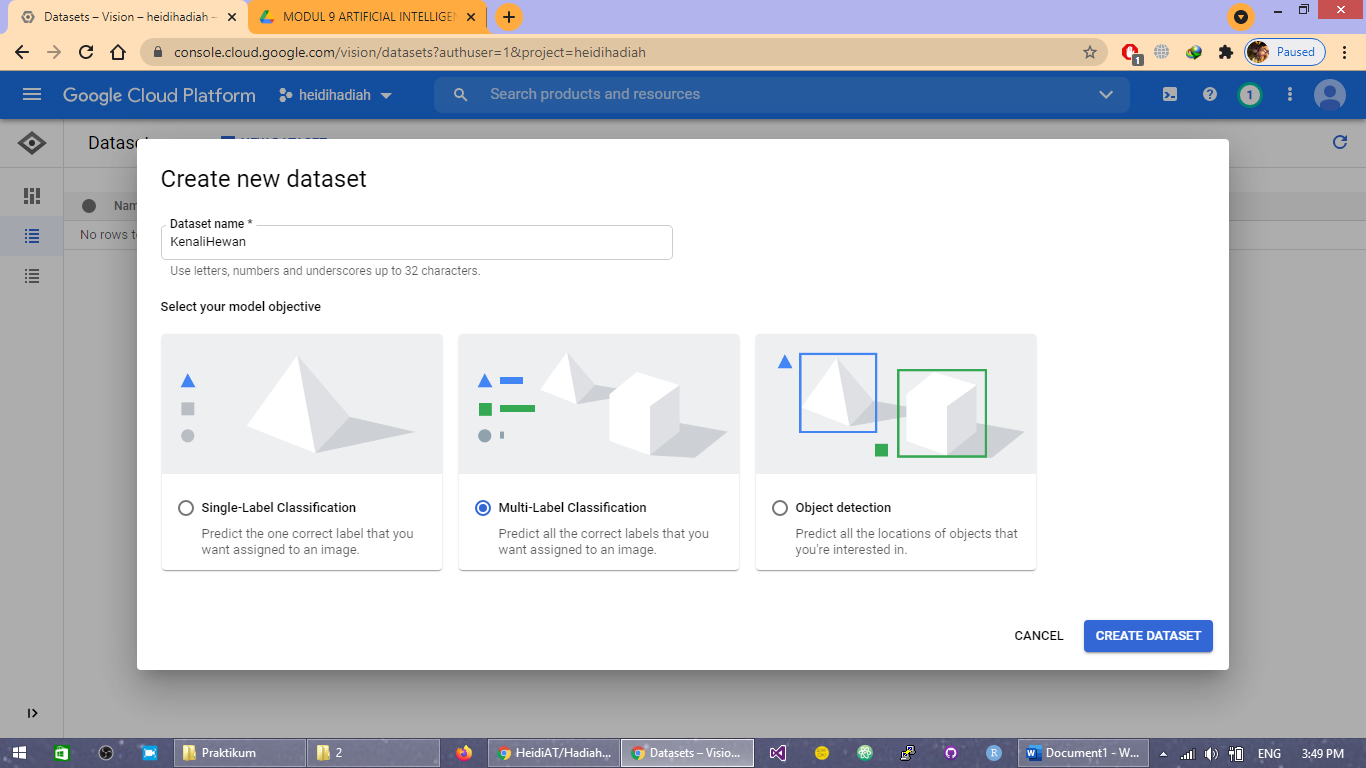 Datasets – Vision – heidihadiah –
MODUL 9 ARTIFICIAL INTELLIGEN
console.cloud.google.com/vision/datasets?authuser=1&project=heidihadiah
1
Paused
Google Cloud Platform
heidihadiah
Search products and resources
1
Datas
NEW DATASET
Nam
No rows t
Create new dataset
Dataset name *
KenaliHewan
Use letters, numbers and underscores up to 32 characters.
Select your model objective
Single-Label Classification
Predict the one correct label that you
want assigned to an image.
Multi-Label Classification
Predict all the correct labels that you
want assigned to an image.
Object detection
Predict all the locations of objects that
you're interested in.
CANCEL
CREATE DATASET
Praktikum
2
HeidiAT/Hadiah...
Datasets – Visio...
R
Document1 - W...
ENG
3:49 PM